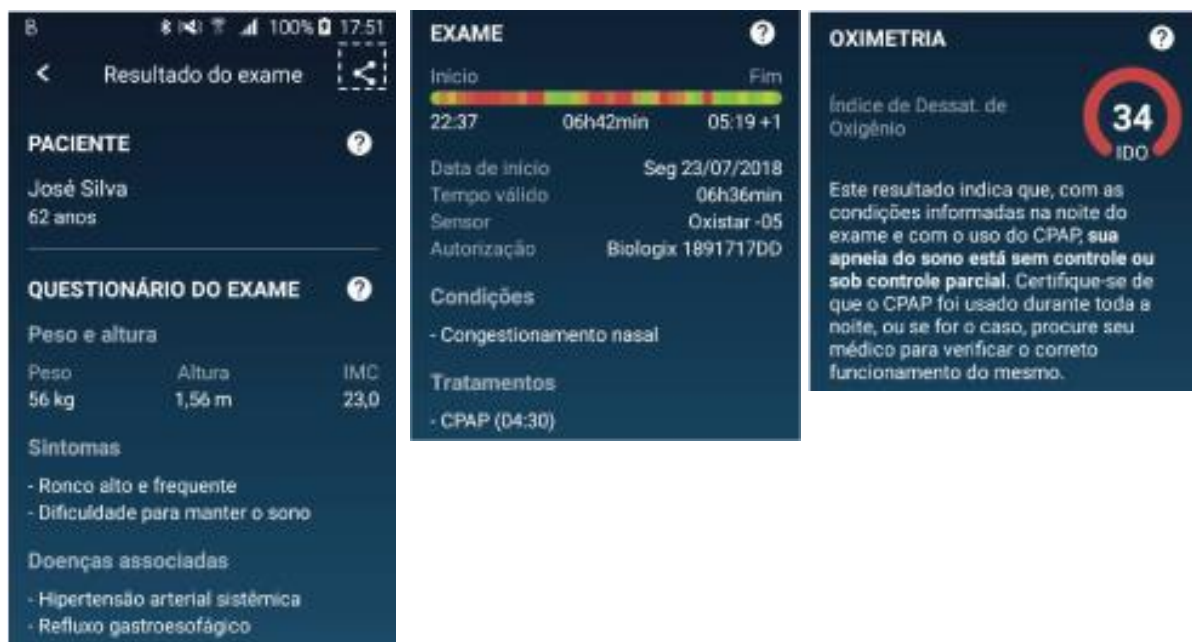 B 100% 17:51
Resultado do exame
PACIENTE
José Silva
62 anos
QUESTIONÁRIO DO EXAME
Peso e altura
Peso Altura IMC
56 kg 1,56 m 23,0
Sintomas
- Ronco alto e frequente
- Dificuldade para manter o sono
Doenças associadas
- Hipertensão arterial sistêmica
- Refluxo gastroesofágico
EXAME
Início Fim
22:37 06h42min 05:19 +1
Data de início Seg 23/07/2018
Tempo válido 06h36min
Sensor Oxistar -05
Autorização Biologix 1891717DD
Condições
- Congestionamento nasal
Tratamentos
- CPAP (04:30)
OXIMETRIA
Índice de Dessat. de
Oxigênio
34
IDO
Este resultado indica que, com as
condições informadas na noite do
exame e com o uso do CPAP, sua
apneia do sono está sem controle ou
sob controle parcial. Certifique-se de
que o CPAP foi usado durante toda a
noite, ou se for o caso, procure seu
médico para verificar o correto
funcionamento do mesmo.